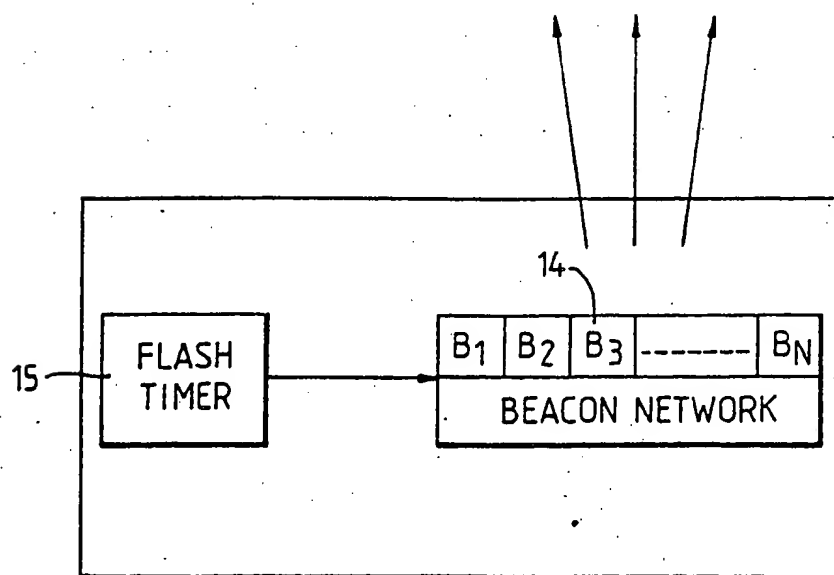 14
B1 B2 B3 -------- BN
15
FLASH
TIMER
BEACON NETWORK